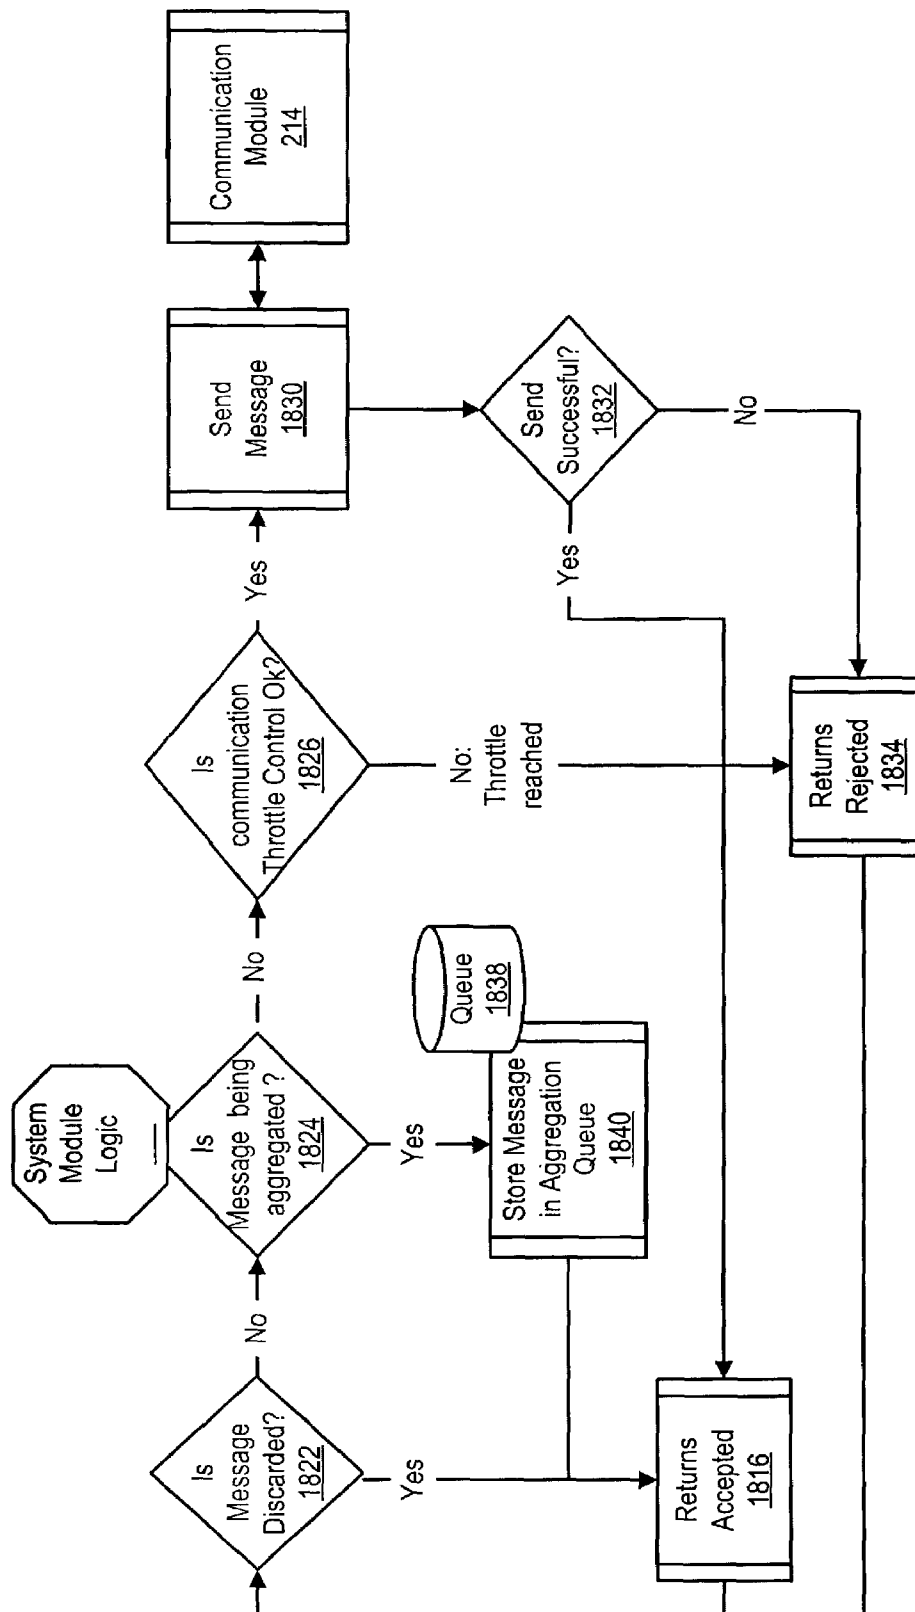 Is
Message
Discarded?
1822
No
Yes
System
Module
Logic
Is
Message being
aggregated ?
1824
No
Yes
Queue
1838
Store Message
in Aggregation
Queue
1840
Is
communication
Throttle Control Ok?
1826
Yes
No:
Throttle
reached
Send
Message
1830
Communication
Module
214
Send
Successful?
1832
Yes
No
Returns
Accepted
1816
Returns
Rejected
1834